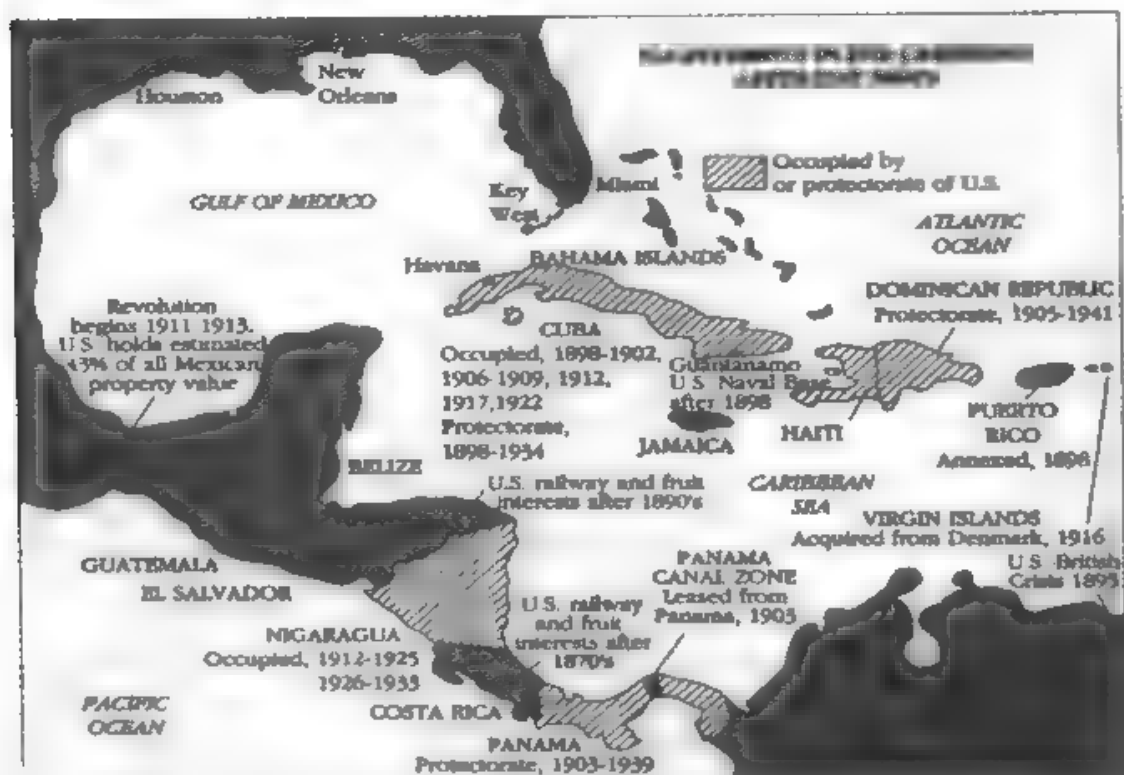 New
Houston
Orleans
Occupied by
or protectorate of U.S.
Key
West
Miami
GULF OF MEXICO
ATLANTIC
OCEAN
Havana
BAHAMA ISLANDS
DOMINICAN REPUBLIC
Protectorate, 1905-1941
Revolution
begins 1911 1913.
U.S. holds estimated
43% of all Mexican
property value
CUBA
Occupied, 1898-1902,
1906-1909, 1912,
1917,1922
Protectorate,
1898-1934
Guantanamo
U.S. Naval Base
after 1898
JAMAICA
HAITI
PUERTO
RICO
Annexed, 1898
BELIZE
U.S. railway and fruit
interests after 1890's
CARIBBEAN
SEA
VIRGIN ISLANDS
Acquired from Denmark, 1916
GUATEMALA
EL SALVADOR
PANAMA
CANAL ZONE
Leased from
Panama, 1903
U.S. British
Crisis 1895
NIGARAGUA
Occupied, 1912-1925
1926-1933
U.S. railway
and fruit
interests after
1870's
PACIFIC
OCEAN
COSTA RICA
PANAMA
Protectorate, 1903-1939